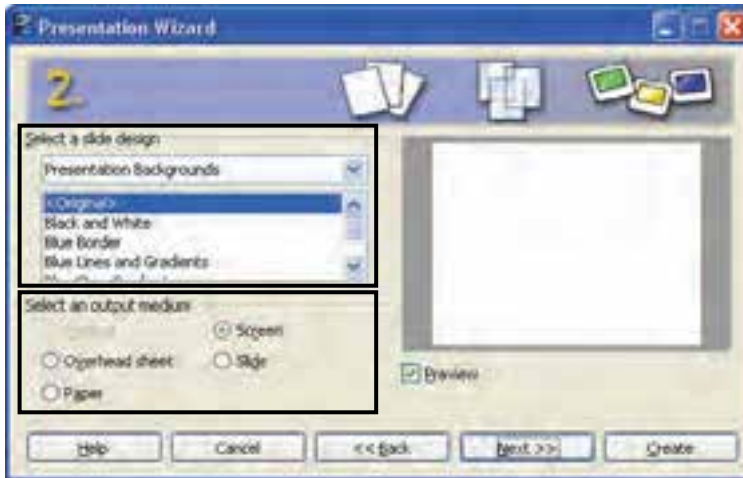 Presentation Wizard
2.
Select a slide design
Presentation Backgrounds
<Original>
Black and White
Blue Border
Blue Lines and Gradients
Select an output medium
Screen
Overhead sheet
Slide
Paper
Preview
Help
Cancel
<< Back
Next >>
Create